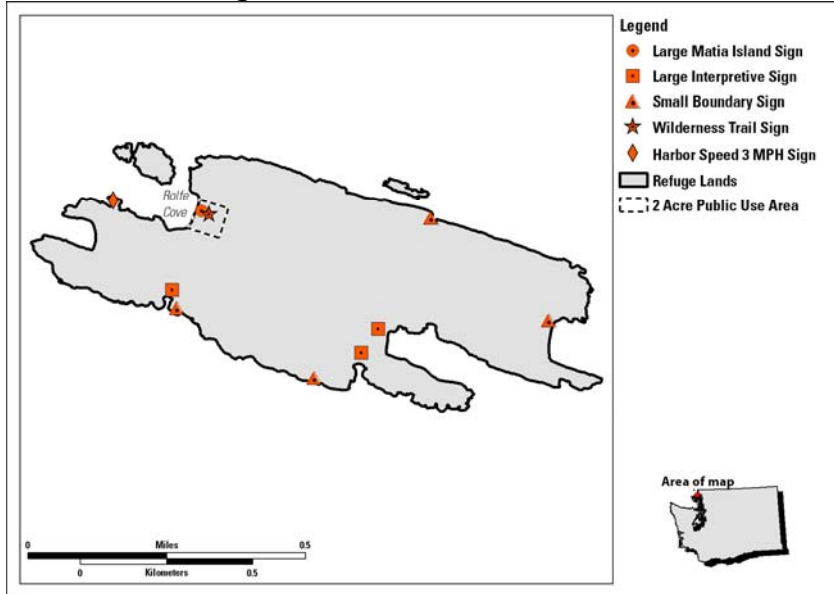 Legend
Large Matia Island Sign
Large Interpretive Sign
Small Boundary Sign
Wilderness Trail Sign
Harbor Speed 3 MPH Sign
Refuge Lands
2 Acre Public Use Area
Rolfe
Cove
Area of map
0 Miles 0.5
0 Kilometers 0.5